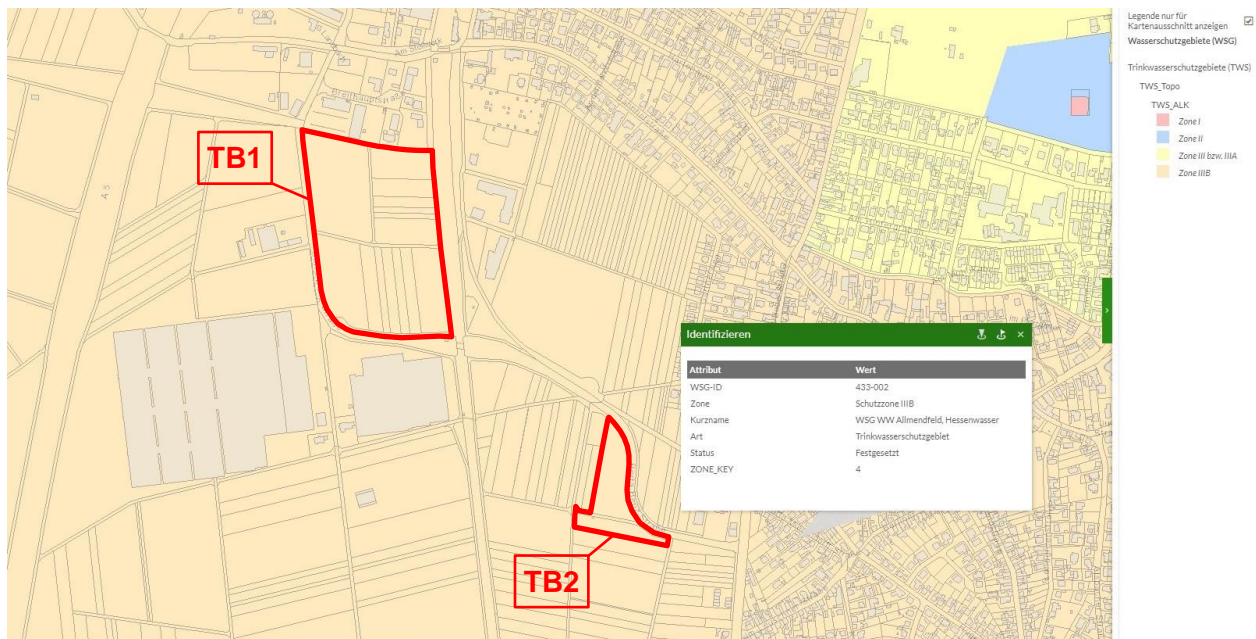 Legende nur für
Kartenausschnitt anzeigen
Wasserschutzgebiete (WSG)
Trinkwasserschutzgebiete (TWS)
TWS_Topo
TWS_ALK
Zone I
Zone II
Zone III bzw. IIIA
Zone IIIB
Breithauptstraße
A 5
TB1
Identifizieren
Attribut Wert
WSG-ID 433-002
Zone Schutzzone IIIB
Kurzname WSG WW Allmendfeld, Hessenwasser
Art Trinkwasserschutzgebiet
Status Festgesetzt
ZONE_KEY 4
TB2